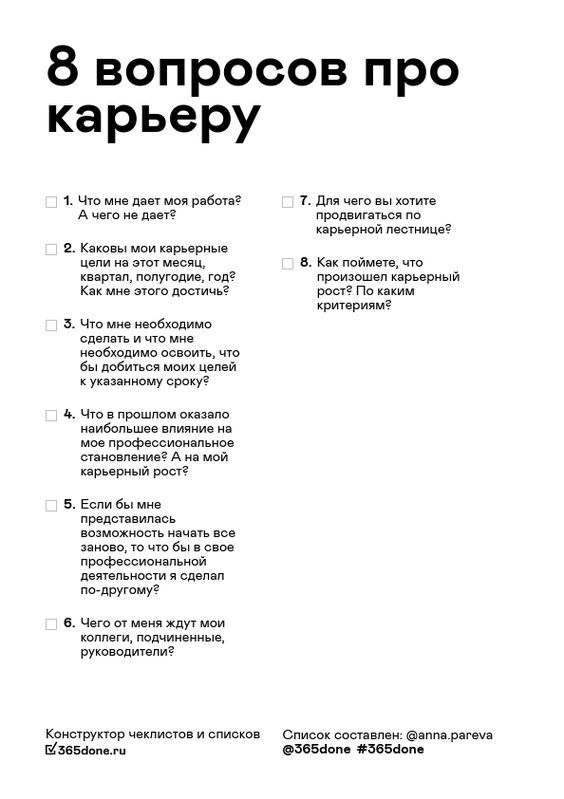 8 вопросов про
карьеру
1. Что мне дает моя работа?
А чего не дает?
2. Каковы мои карьерные
цели на этот месяц,
квартал, полугодие, год?
Как мне этого достичь?
3. Что мне необходимо
сделать и что мне
необходимо освоить, что
бы добиться моих целей
к указанному сроку?
4. Что в прошлом оказало
наибольшее влияние на
мое профессиональное
становление? А на мой
карьерный рост?
5. Если бы мне
представилась
возможность начать все
заново, то что бы в свое
профессиональной
деятельности я сделал
по-другому?
6. Чего от меня ждут мои
коллеги, подчиненные,
руководители?
7. Для чего вы хотите
продвигаться по
карьерной лестнице?
8. Как поймете, что
произошел карьерный
рост? По каким
критериям?
Конструктор чеклистов и списков
365done.ru
Список составлен: @anna.pareva
@365done #365done